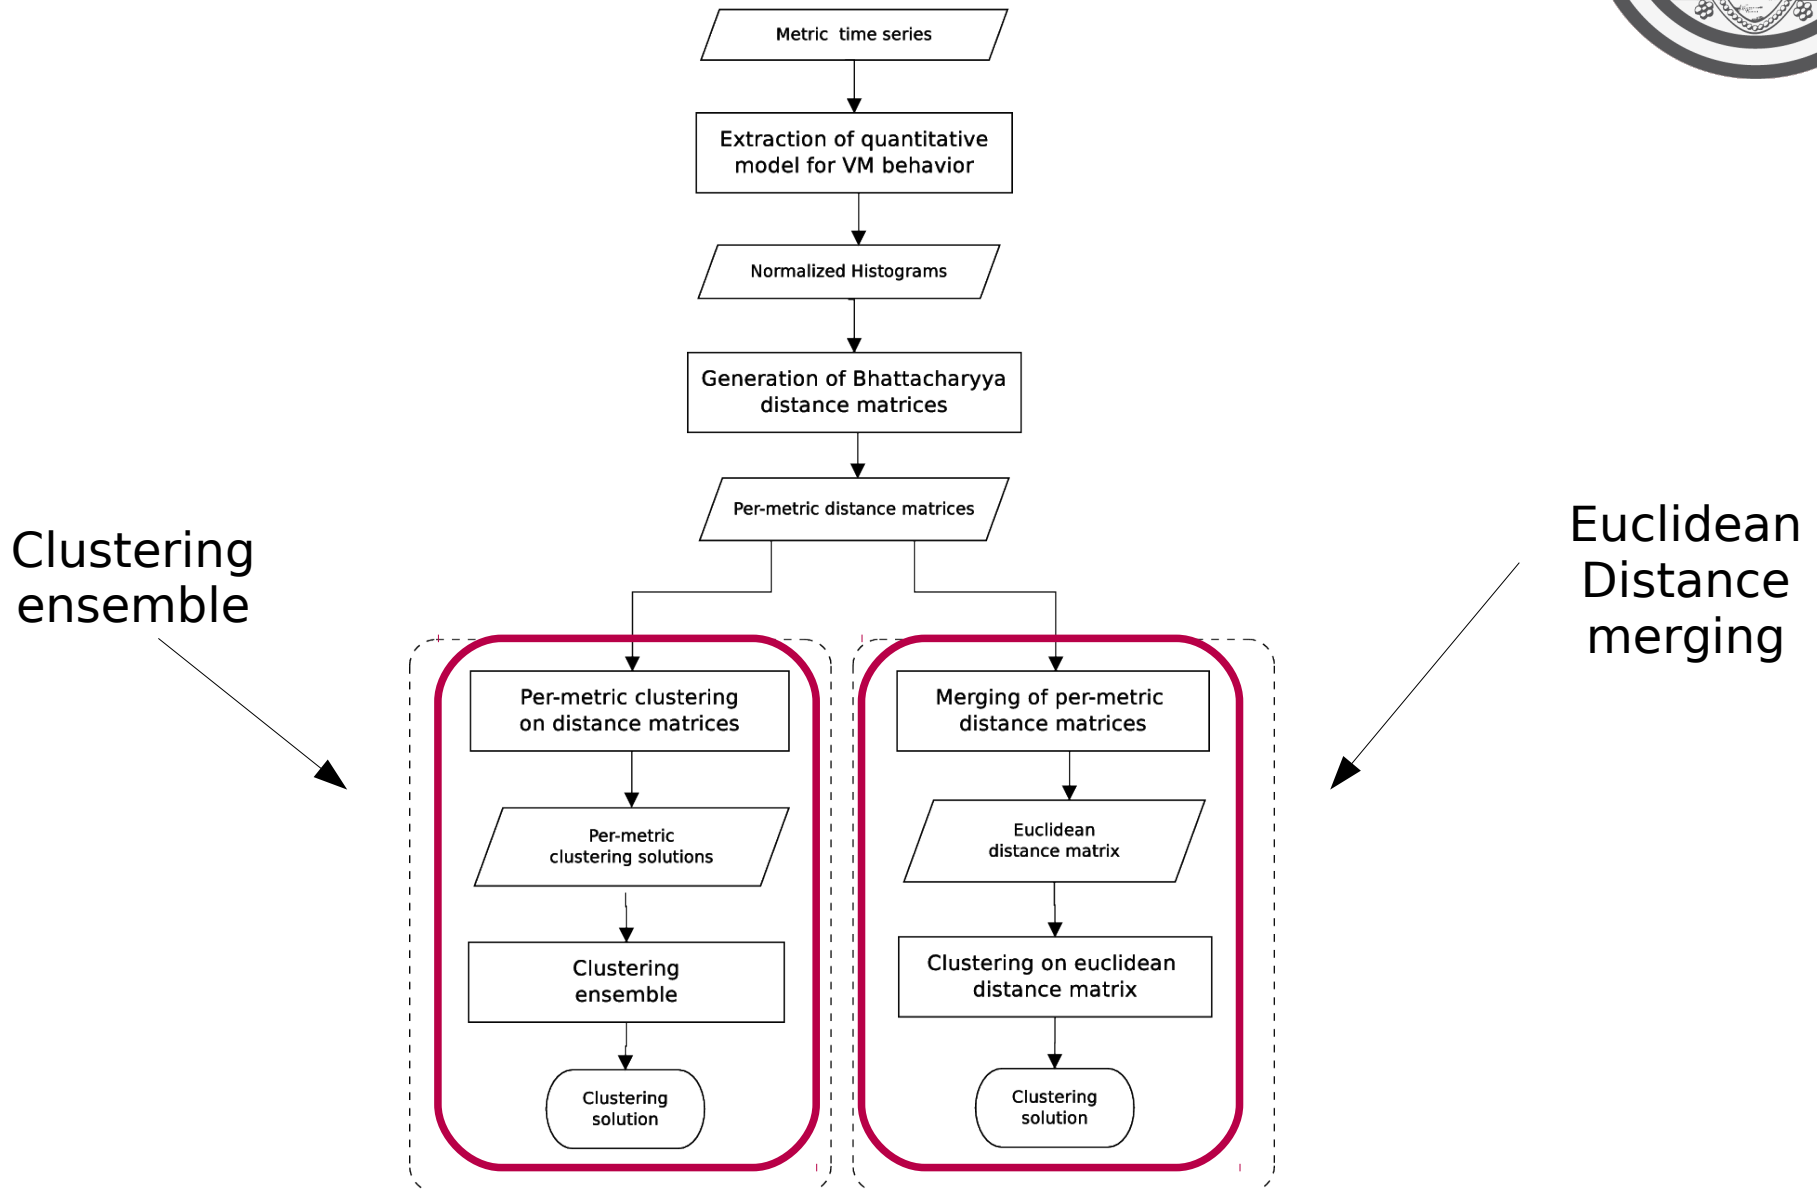 Metric time series
Extraction of quantitative
model for VM behavior
Normalized Histograms
Generation of Bhattacharyya
distance matrices
Per-metric distance matrices
Clustering
ensemble
Euclidean
Distance
merging
Per-metric clustering
on distance matrices
Per-metric
clustering solutions
Clustering
ensemble
Clustering
solution
Merging of per-metric
distance matrices
Euclidean
distance matrix
Clustering on euclidean
distance matrix
Clustering
solution